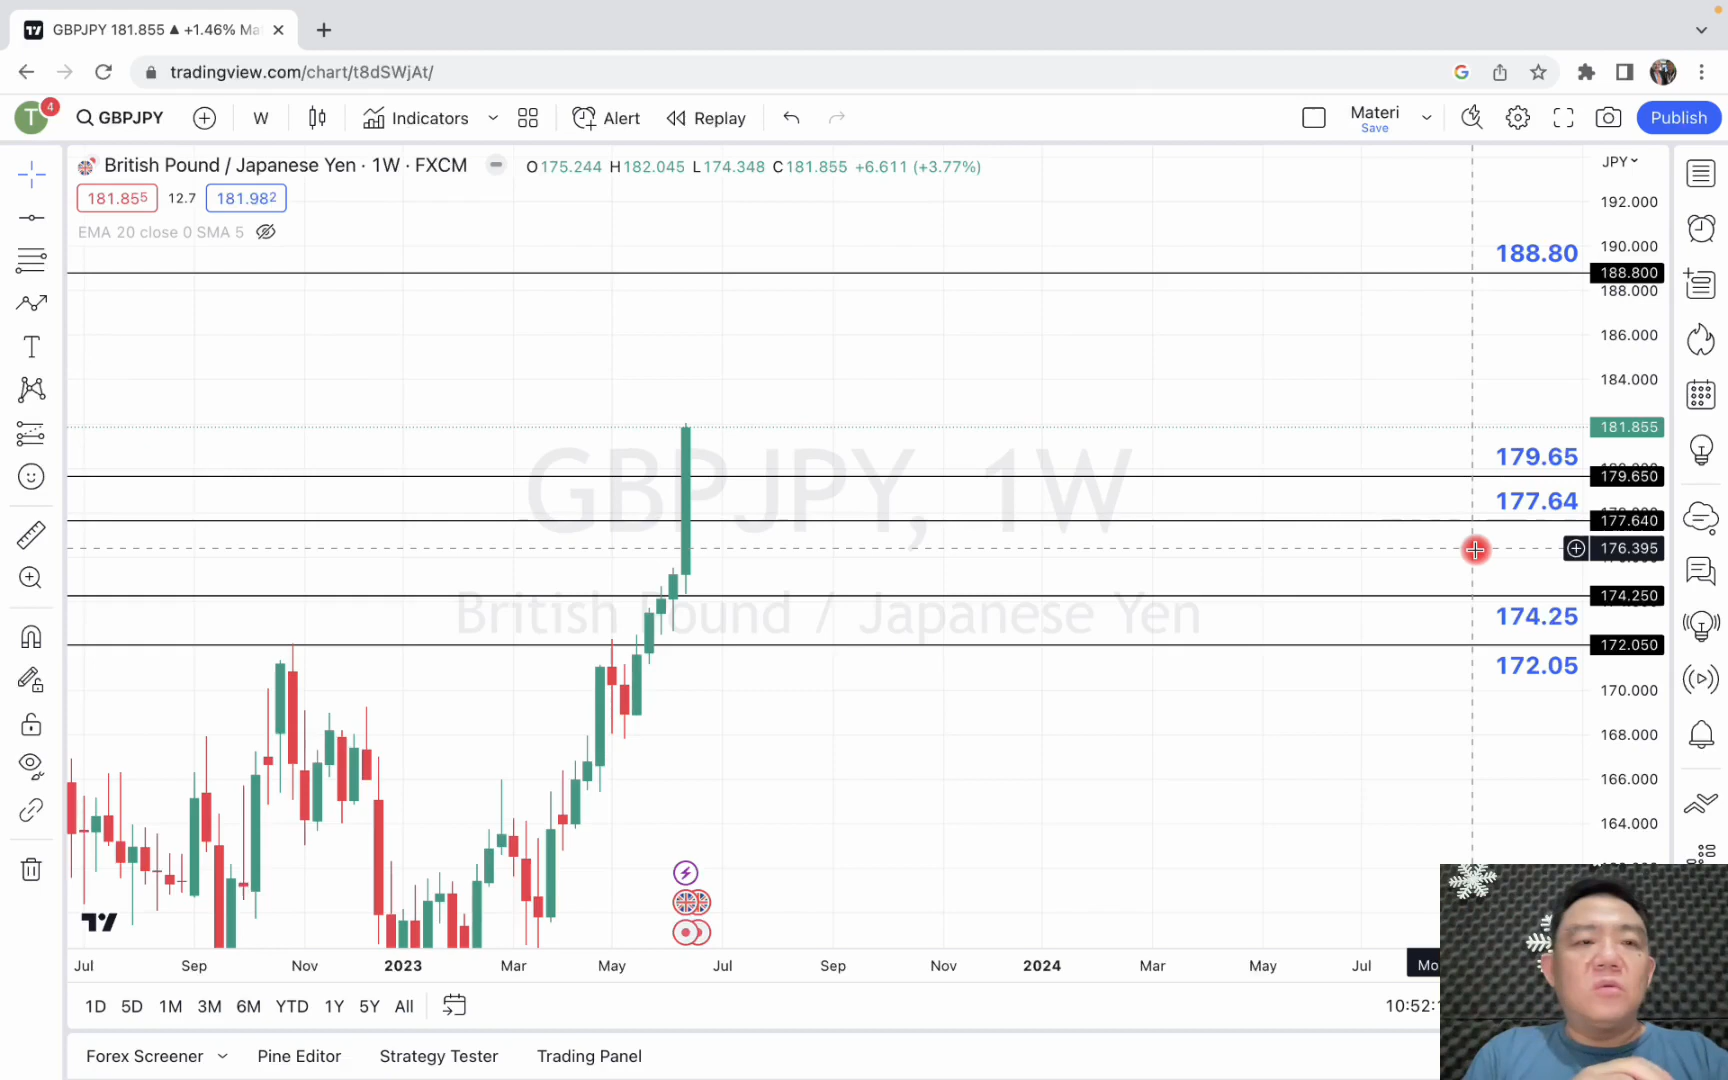 GBPJPY 181.855 ▲ +1.46% Ma
tradingview.com/chart/t8dSWjAt/
T 4 GBPJPY W Indicators Alert Replay Materi Save Publish
British Pound / Japanese Yen · 1W · FXCM O175.244 H182.045 L174.348 C181.855 +6.611 (+3.77%)
181.855 12.7 181.982
EMA 20 close 0 SMA 5
JPY
192.000
190.000
188.80
188.800
188.000
186.000
184.000
181.855
179.65
179.650
177.64
177.640
176.395
174.250
174.25
172.050
172.05
170.000
168.000
166.000
164.000
GBPJPY, 1W
British Pound / Japanese Yen
Jul Sep Nov 2023 Mar May Jul Sep Nov 2024 Mar May Jul Mo
1D 5D 1M 3M 6M YTD 1Y 5Y All 10:52:
Forex Screener Pine Editor Strategy Tester Trading Panel